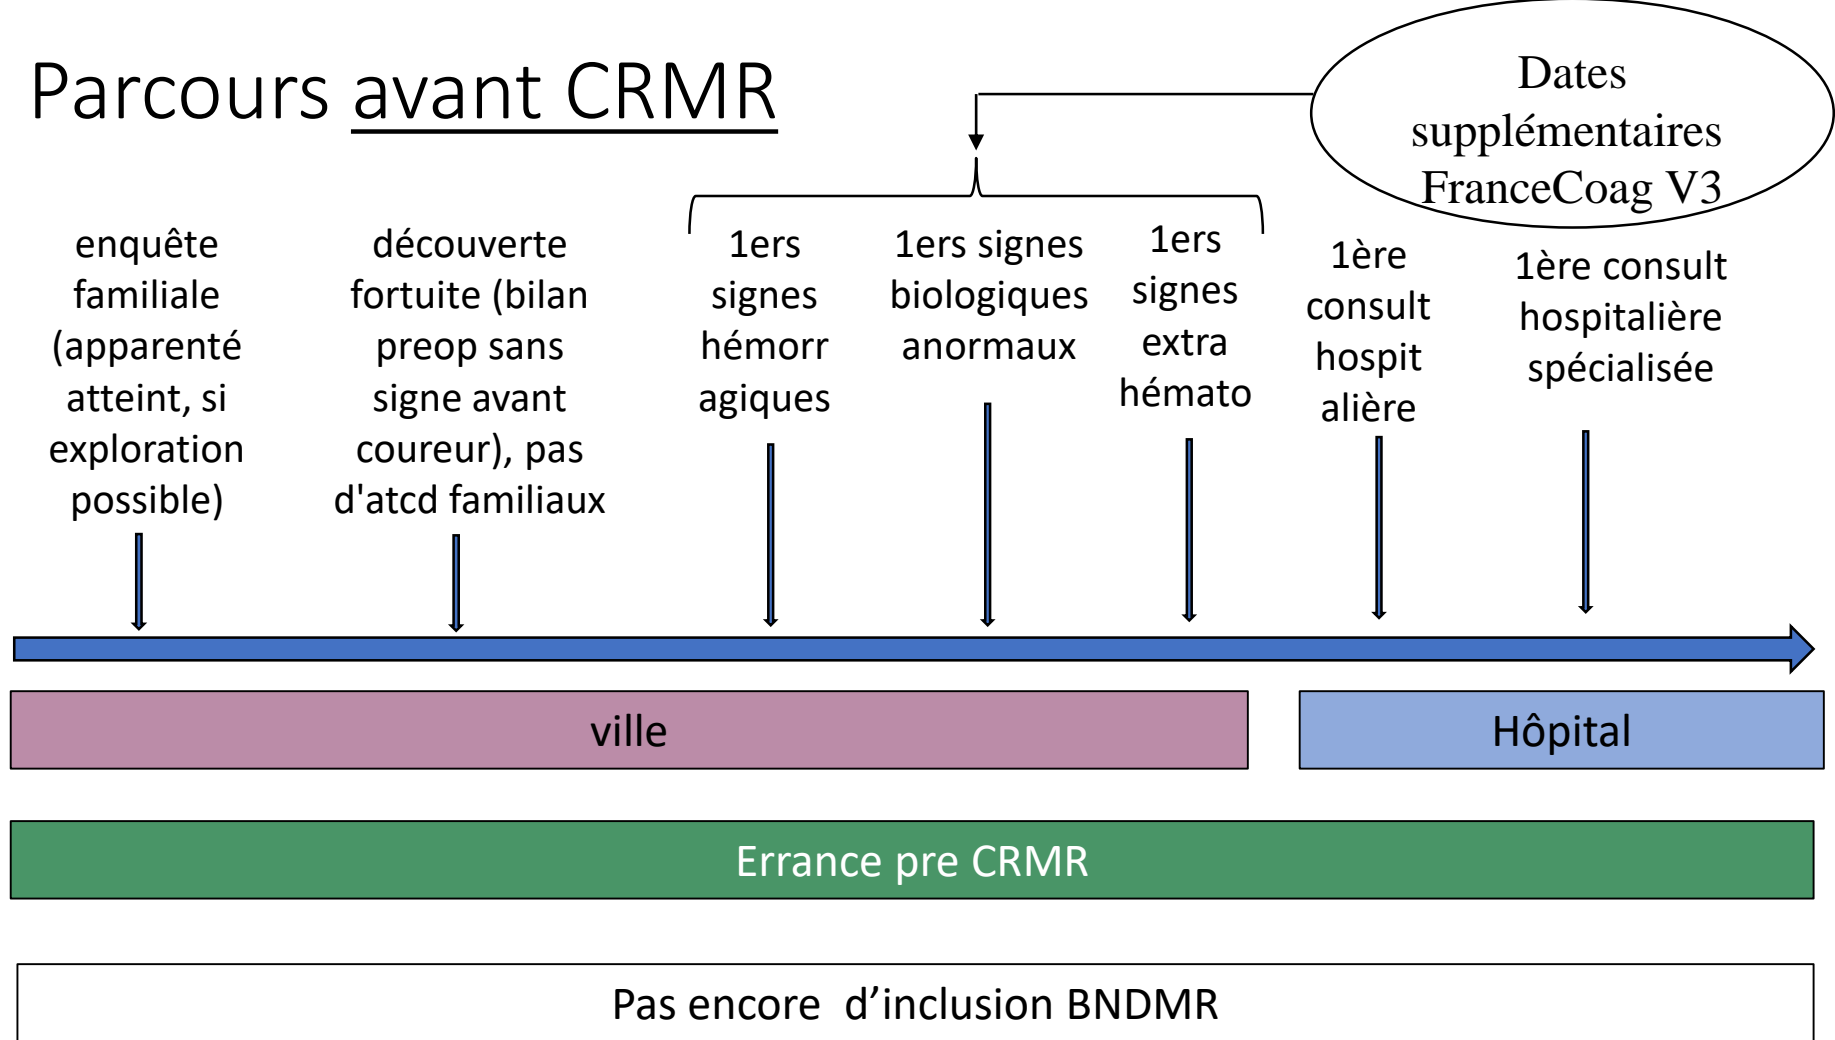 Parcours avant CRMR
Dates
supplémentaires
FranceCoag V3
enquête
familiale
(apparenté
atteint, si
exploration
possible)
découverte
fortuite (bilan
preop sans
signe avant
coureur), pas
d'atcd familiaux
1ers
signes
hémorr
agiques
1ers signes
biologiques
anormaux
1ers
signes
extra
hémato
1ère
consult
hospit
alière
1ère consult
hospitalière
spécialisée
ville
Hôpital
Errance pre CRMR
Pas encore  d’inclusion BNDMR